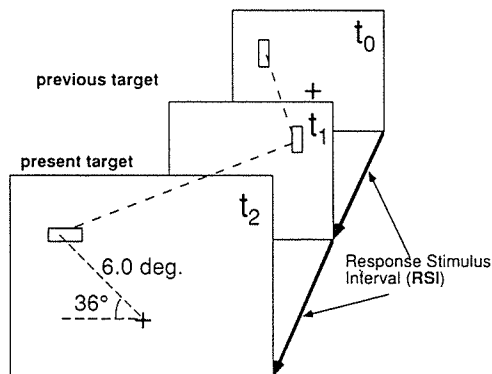 t0
previous target
t1
present target
t2
6.0 deg.
36°
Response Stimulus
Interval (RSI)